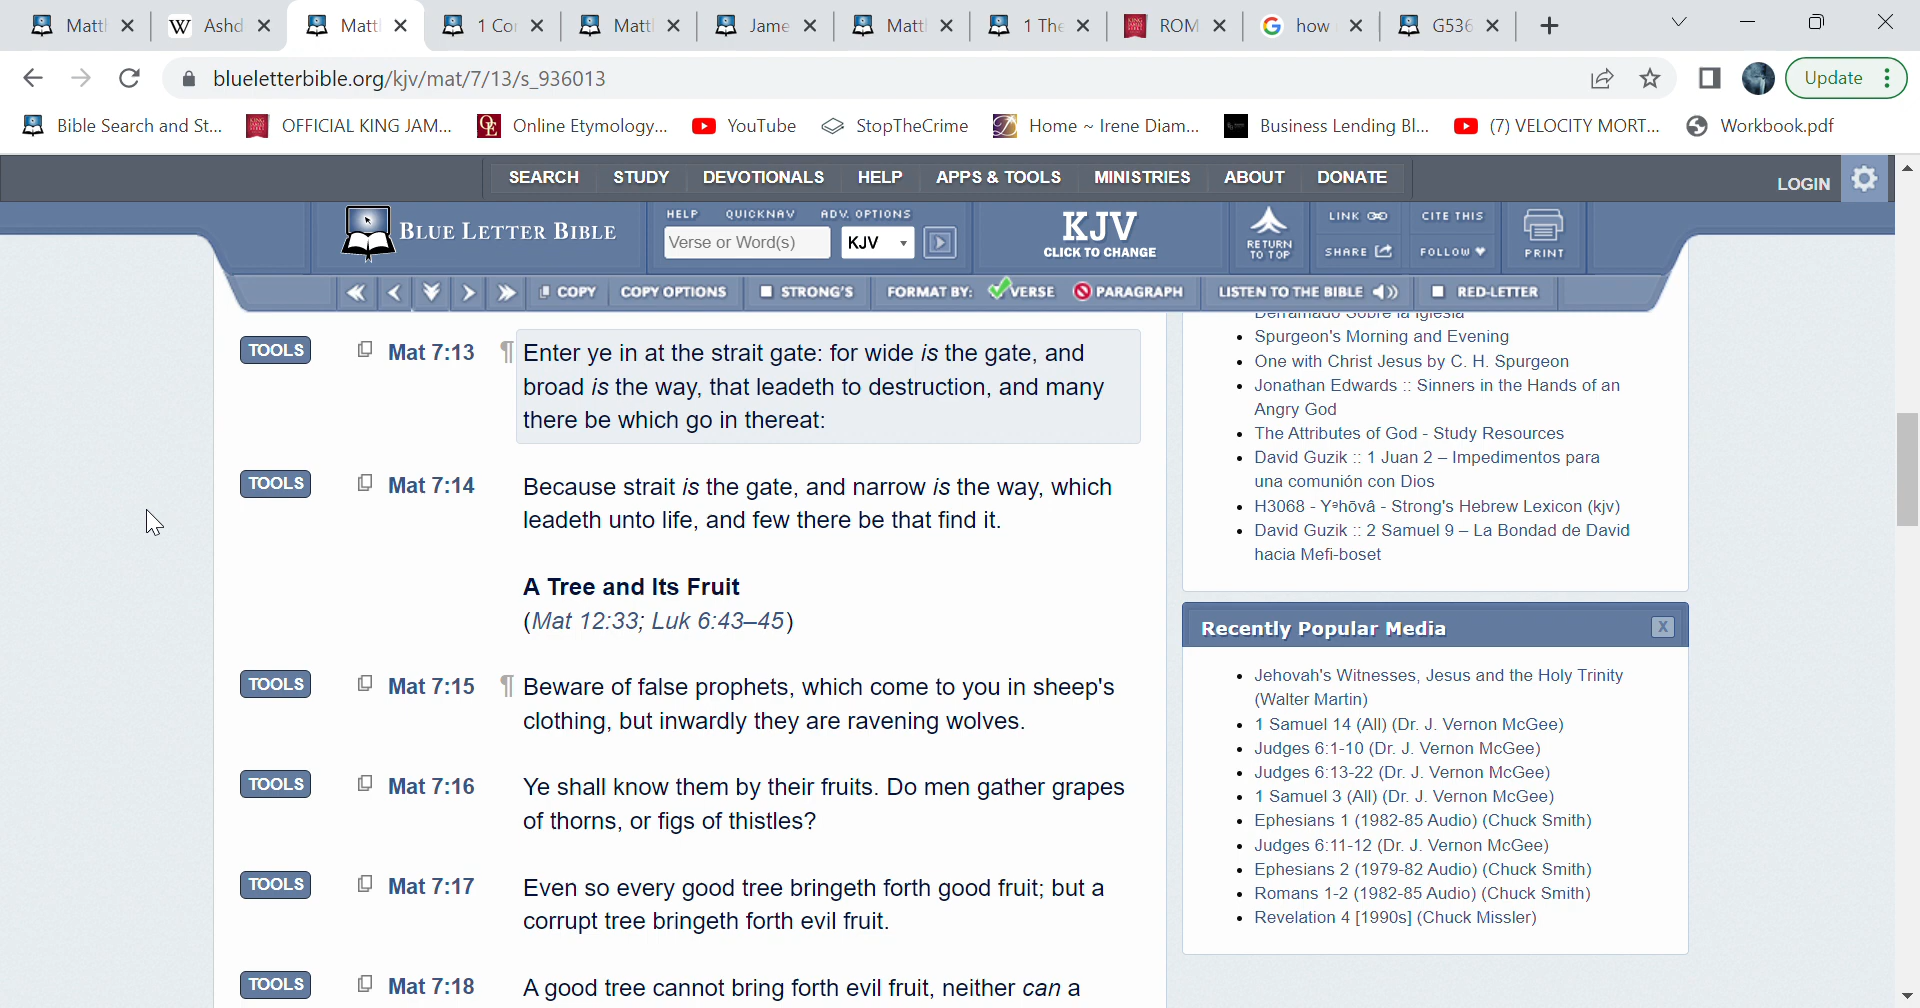 Matt
Ashd
Matt
1 Cor
Matt
Jame
Matt
1 The
ROM
how
G536
blueletterbible.org/kjv/mat/7/13/s_936013
Update
Bible Search and St...
OFFICIAL KING JAM...
Online Etymology...
YouTube
StopTheCrime
Home ~ Irene Diam...
Business Lending Bl...
(7) VELOCITY MORT...
Workbook.pdf
SEARCH STUDY DEVOTIONALS HELP APPS & TOOLS MINISTRIES ABOUT DONATE
LOGIN
BLUE LETTER BIBLE
HELP QUICKNAV ADV. OPTIONS
Verse or Word(s)
KJV
KJV
CLICK TO CHANGE
RETURN
TO TOP
LINK
CITE THIS
SHARE
FOLLOW
PRINT
COPY COPY OPTIONS STRONG'S FORMAT BY: VERSE PARAGRAPH LISTEN TO THE BIBLE RED-LETTER
TOOLS Mat 7:13 ¶ Enter ye in at the strait gate: for wide is the gate, and
broad is the way, that leadeth to destruction, and many
there be which go in thereat:
TOOLS Mat 7:14 Because strait is the gate, and narrow is the way, which
leadeth unto life, and few there be that find it.
A Tree and Its Fruit
(Mat 12:33; Luk 6:43–45)
TOOLS Mat 7:15 ¶ Beware of false prophets, which come to you in sheep's
clothing, but inwardly they are ravening wolves.
TOOLS Mat 7:16 Ye shall know them by their fruits. Do men gather grapes
of thorns, or figs of thistles?
TOOLS Mat 7:17 Even so every good tree bringeth forth good fruit; but a
corrupt tree bringeth forth evil fruit.
TOOLS Mat 7:18 A good tree cannot bring forth evil fruit, neither can a
Derramado Sobre la Iglesia
• Spurgeon's Morning and Evening
• One with Christ Jesus by C. H. Spurgeon
• Jonathan Edwards :: Sinners in the Hands of an
Angry God
• The Attributes of God - Study Resources
• David Guzik :: 1 Juan 2 – Impedimentos para
una comunión con Dios
• H3068 - Yᵊhōvâ - Strong's Hebrew Lexicon (kjv)
• David Guzik :: 2 Samuel 9 – La Bondad de David
hacia Mefi-boset
Recently Popular Media
X
• Jehovah's Witnesses, Jesus and the Holy Trinity
(Walter Martin)
• 1 Samuel 14 (All) (Dr. J. Vernon McGee)
• Judges 6:1-10 (Dr. J. Vernon McGee)
• Judges 6:13-22 (Dr. J. Vernon McGee)
• 1 Samuel 3 (All) (Dr. J. Vernon McGee)
• Ephesians 1 (1982-85 Audio) (Chuck Smith)
• Judges 6:11-12 (Dr. J. Vernon McGee)
• Ephesians 2 (1979-82 Audio) (Chuck Smith)
• Romans 1-2 (1982-85 Audio) (Chuck Smith)
• Revelation 4 [1990s] (Chuck Missler)